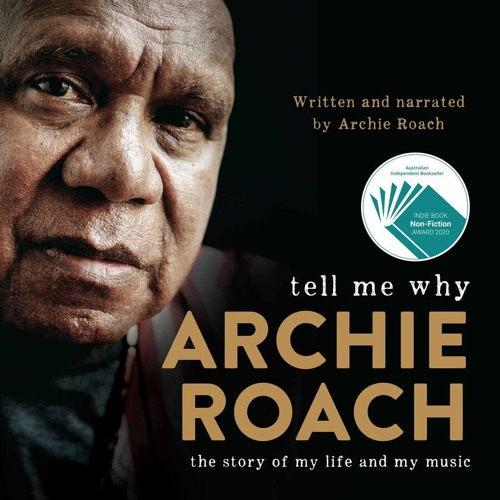 Written and narrated
by Archie Roach
Australian
Independent Bookseller
INDIE BOOK
Non-Fiction
AWARD 2020
tell me why
ARCHIE
ROACH
the story of my life and my music